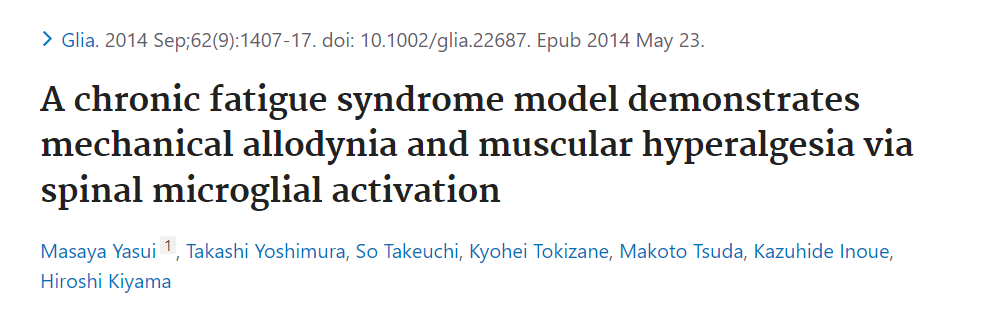 Glia. 2014 Sep;62(9):1407-17. doi: 10.1002/glia.22687. Epub 2014 May 23.
A chronic fatigue syndrome model demonstrates
mechanical allodynia and muscular hyperalgesia via
spinal microglial activation
Masaya Yasui 1, Takashi Yoshimura, So Takeuchi, Kyohei Tokizane, Makoto Tsuda, Kazuhide Inoue,
Hiroshi Kiyama